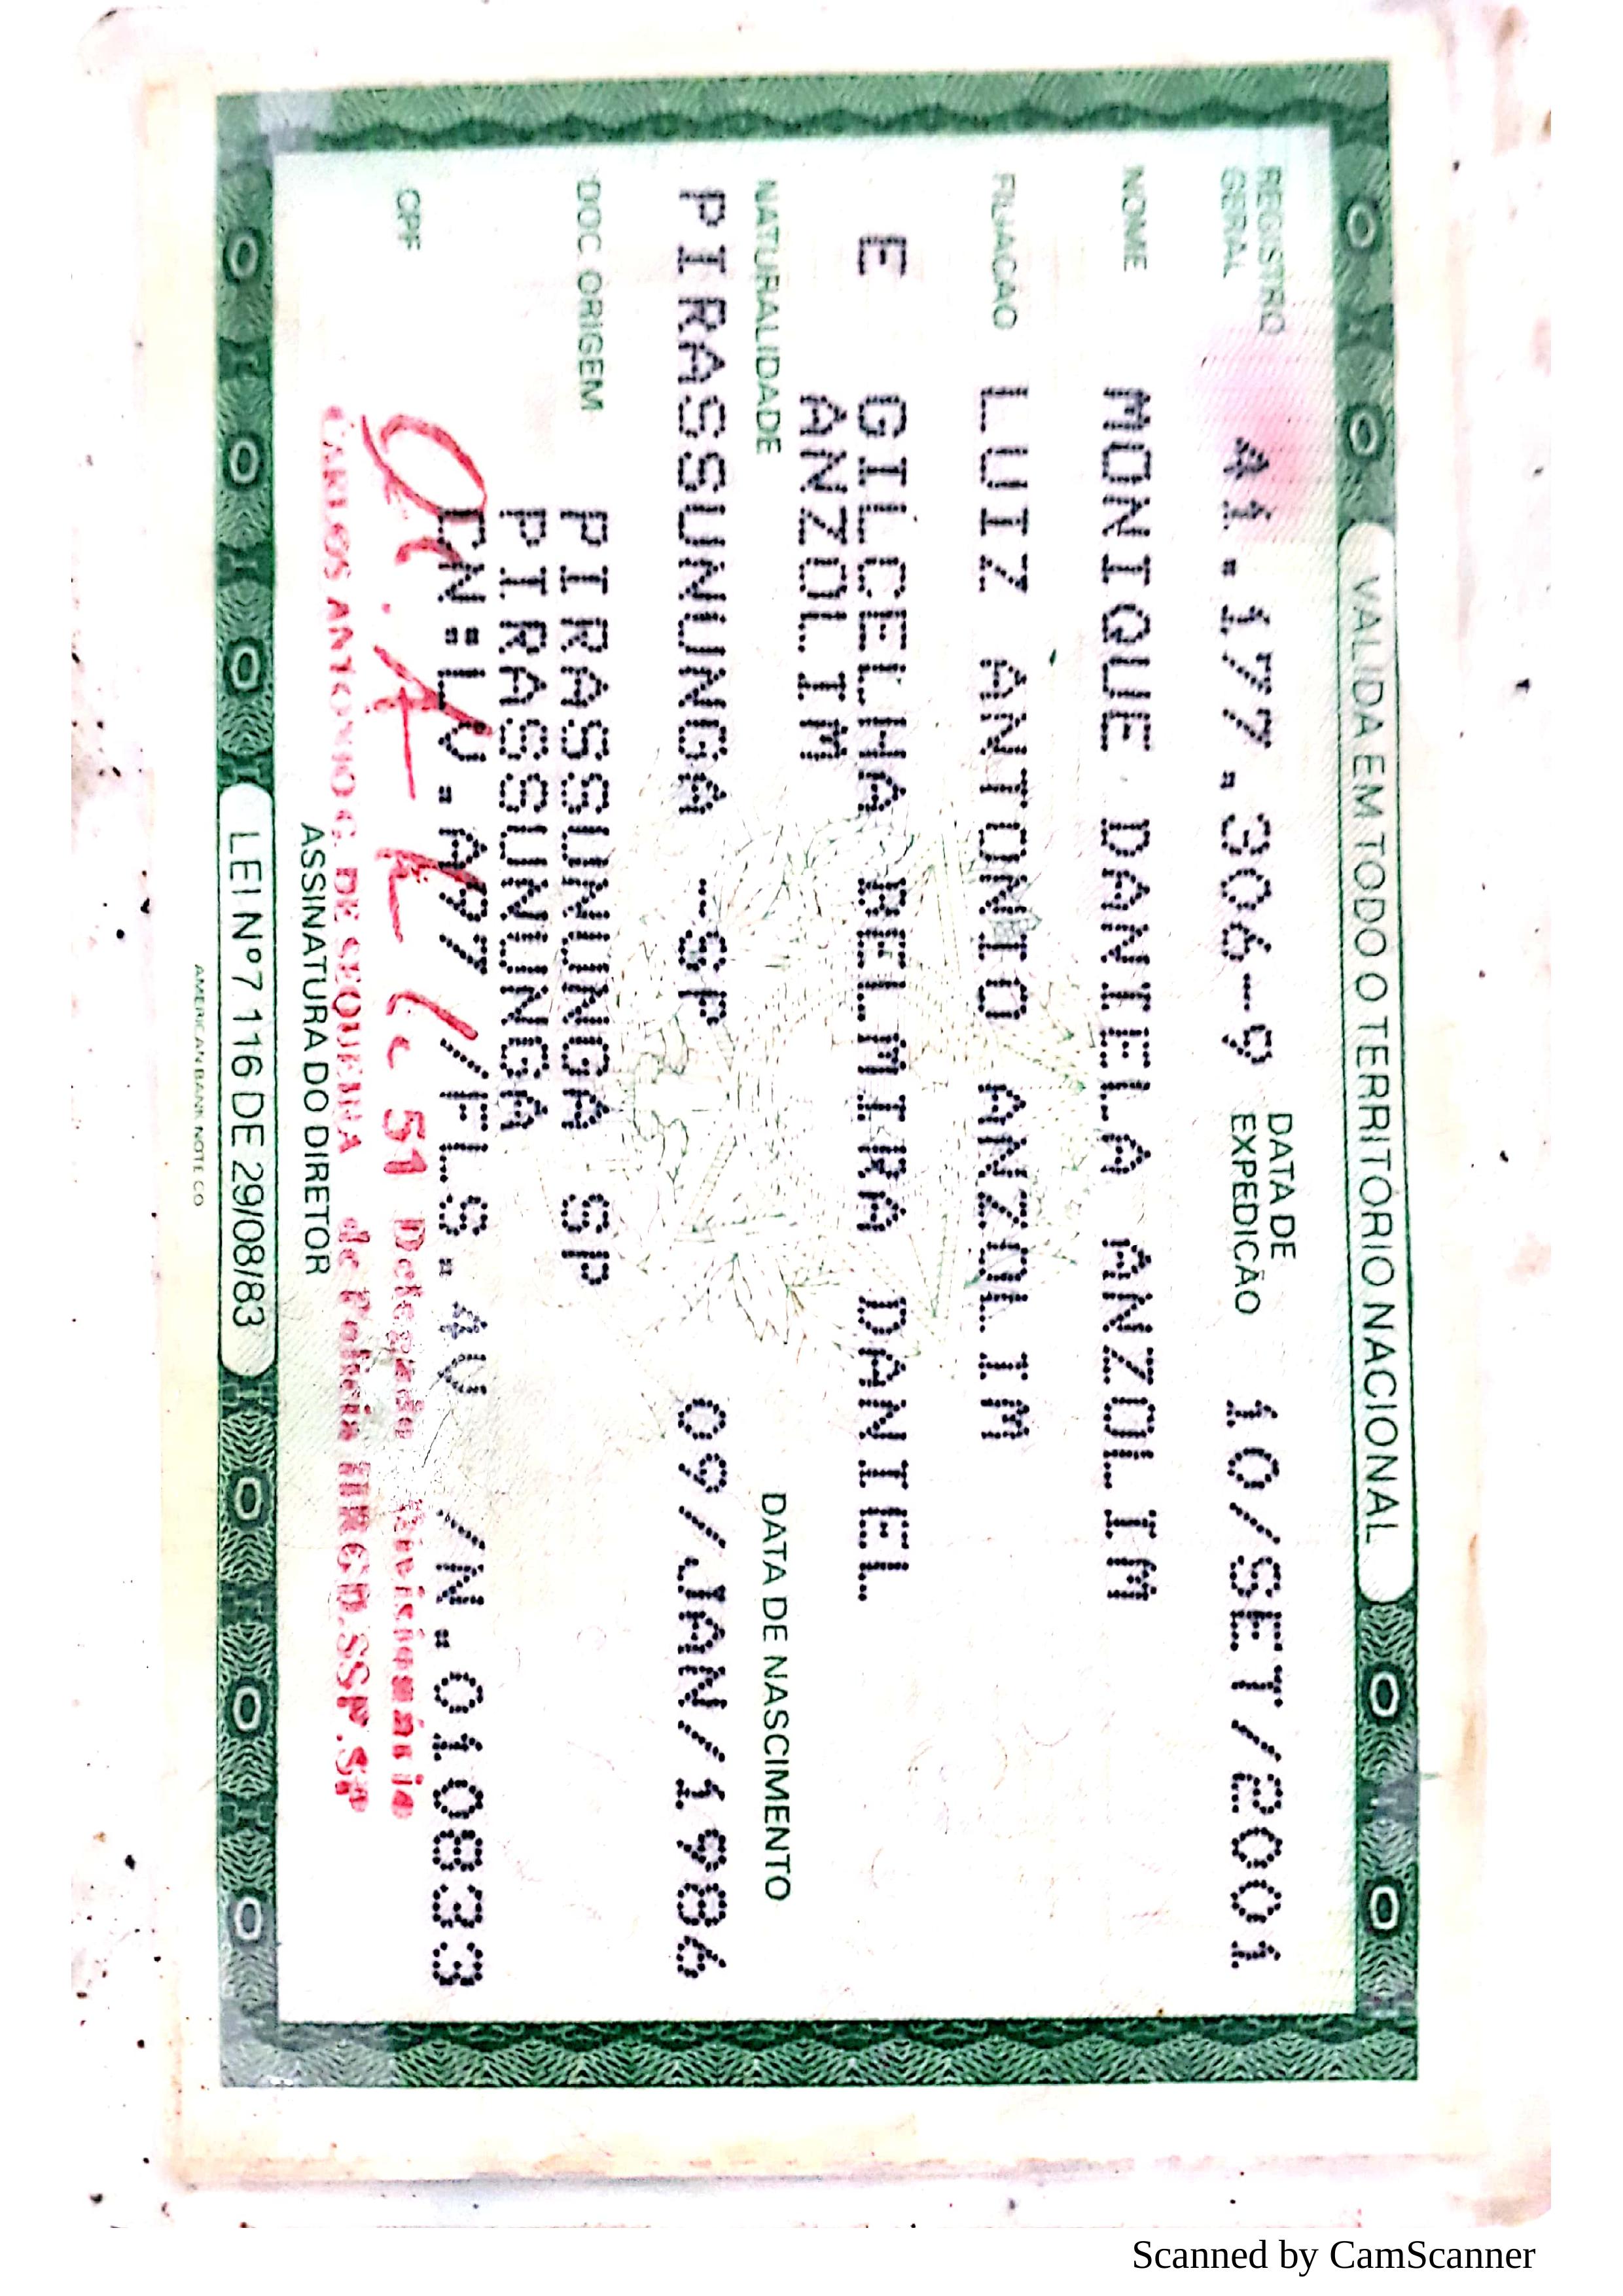 VALIDA EM TODO O TERRITÓRIO NACIONAL
REGISTRO GERAL 41.177.306-9 DATA DE EXPEDIÇÃO 10/SET/2001
NOME MONIQUE DANIELA ANZOLIM
FILIAÇÃO LUIZ ANTONIO ANZOLIM
E GILCELHA BELMIRA DANIEL
ANZOLIM
NATURALIDADE DATA DE NASCIMENTO
PIRASSUNUNGA -SP 09/JAN/1986
DOC ORIGEM PIRASSUNUNGA SP
PIRASSUNUNGA
CN:LV.A97 /FLS.4V /N.010833
CPF
51 Delegado Divisionário
CARLOS ANTONIO G. DE SEQUEIRA de Polícia IIRGD.SSP.SP
ASSINATURA DO DIRETOR
LEI Nº 7.116 DE 29/08/83
AMERICAN BANK NOTE CO
Scanned by CamScanner